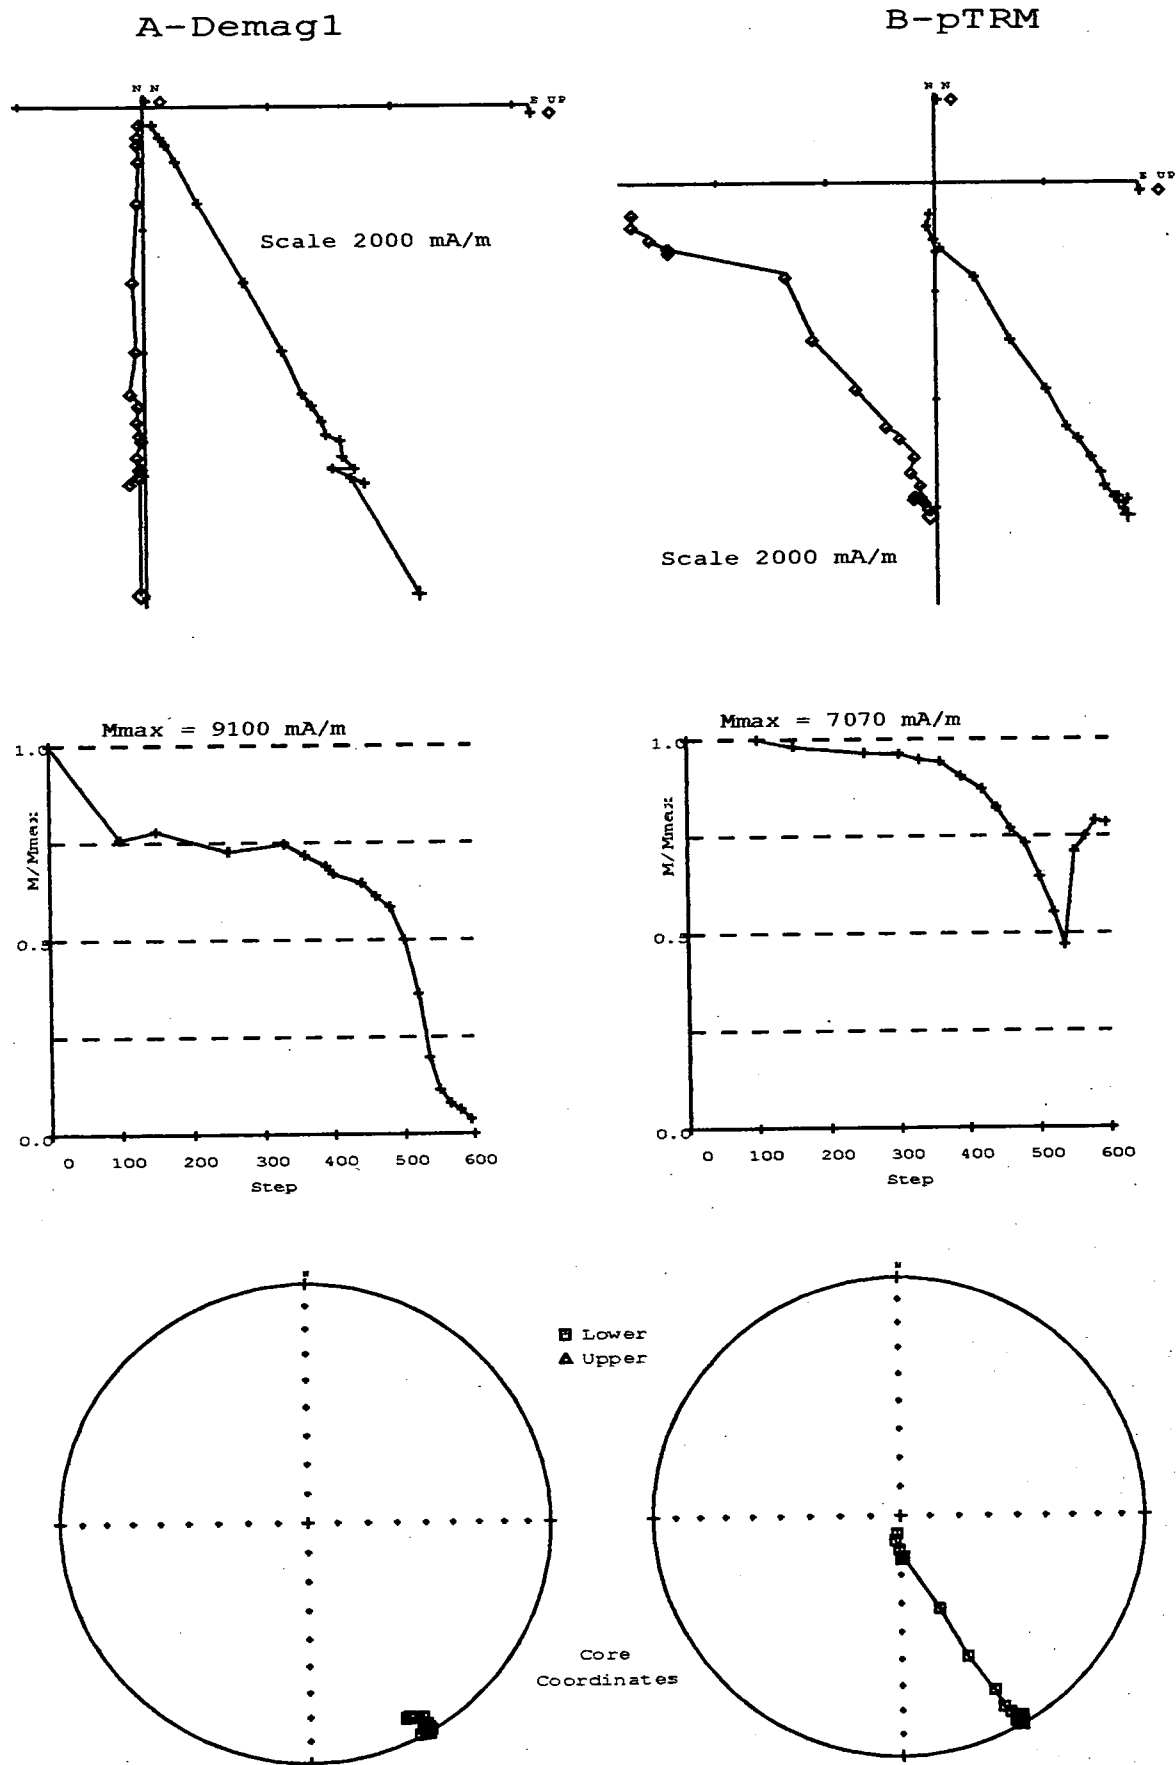 A-Demag1
B-pTRM
N N
E UP
N N
E UP
Scale 2000 mA/m
Scale 2000 mA/m
Mmax = 9100 mA/m
Mmax = 7070 mA/m
1.0
0.5
0.0
M/Mmax
0 100 200 300 400 500 600
Step
1.0
0.5
0.0
M/Mmax
0 100 200 300 400 500 600
Step
N
N
Lower
Upper
Core
Coordinates